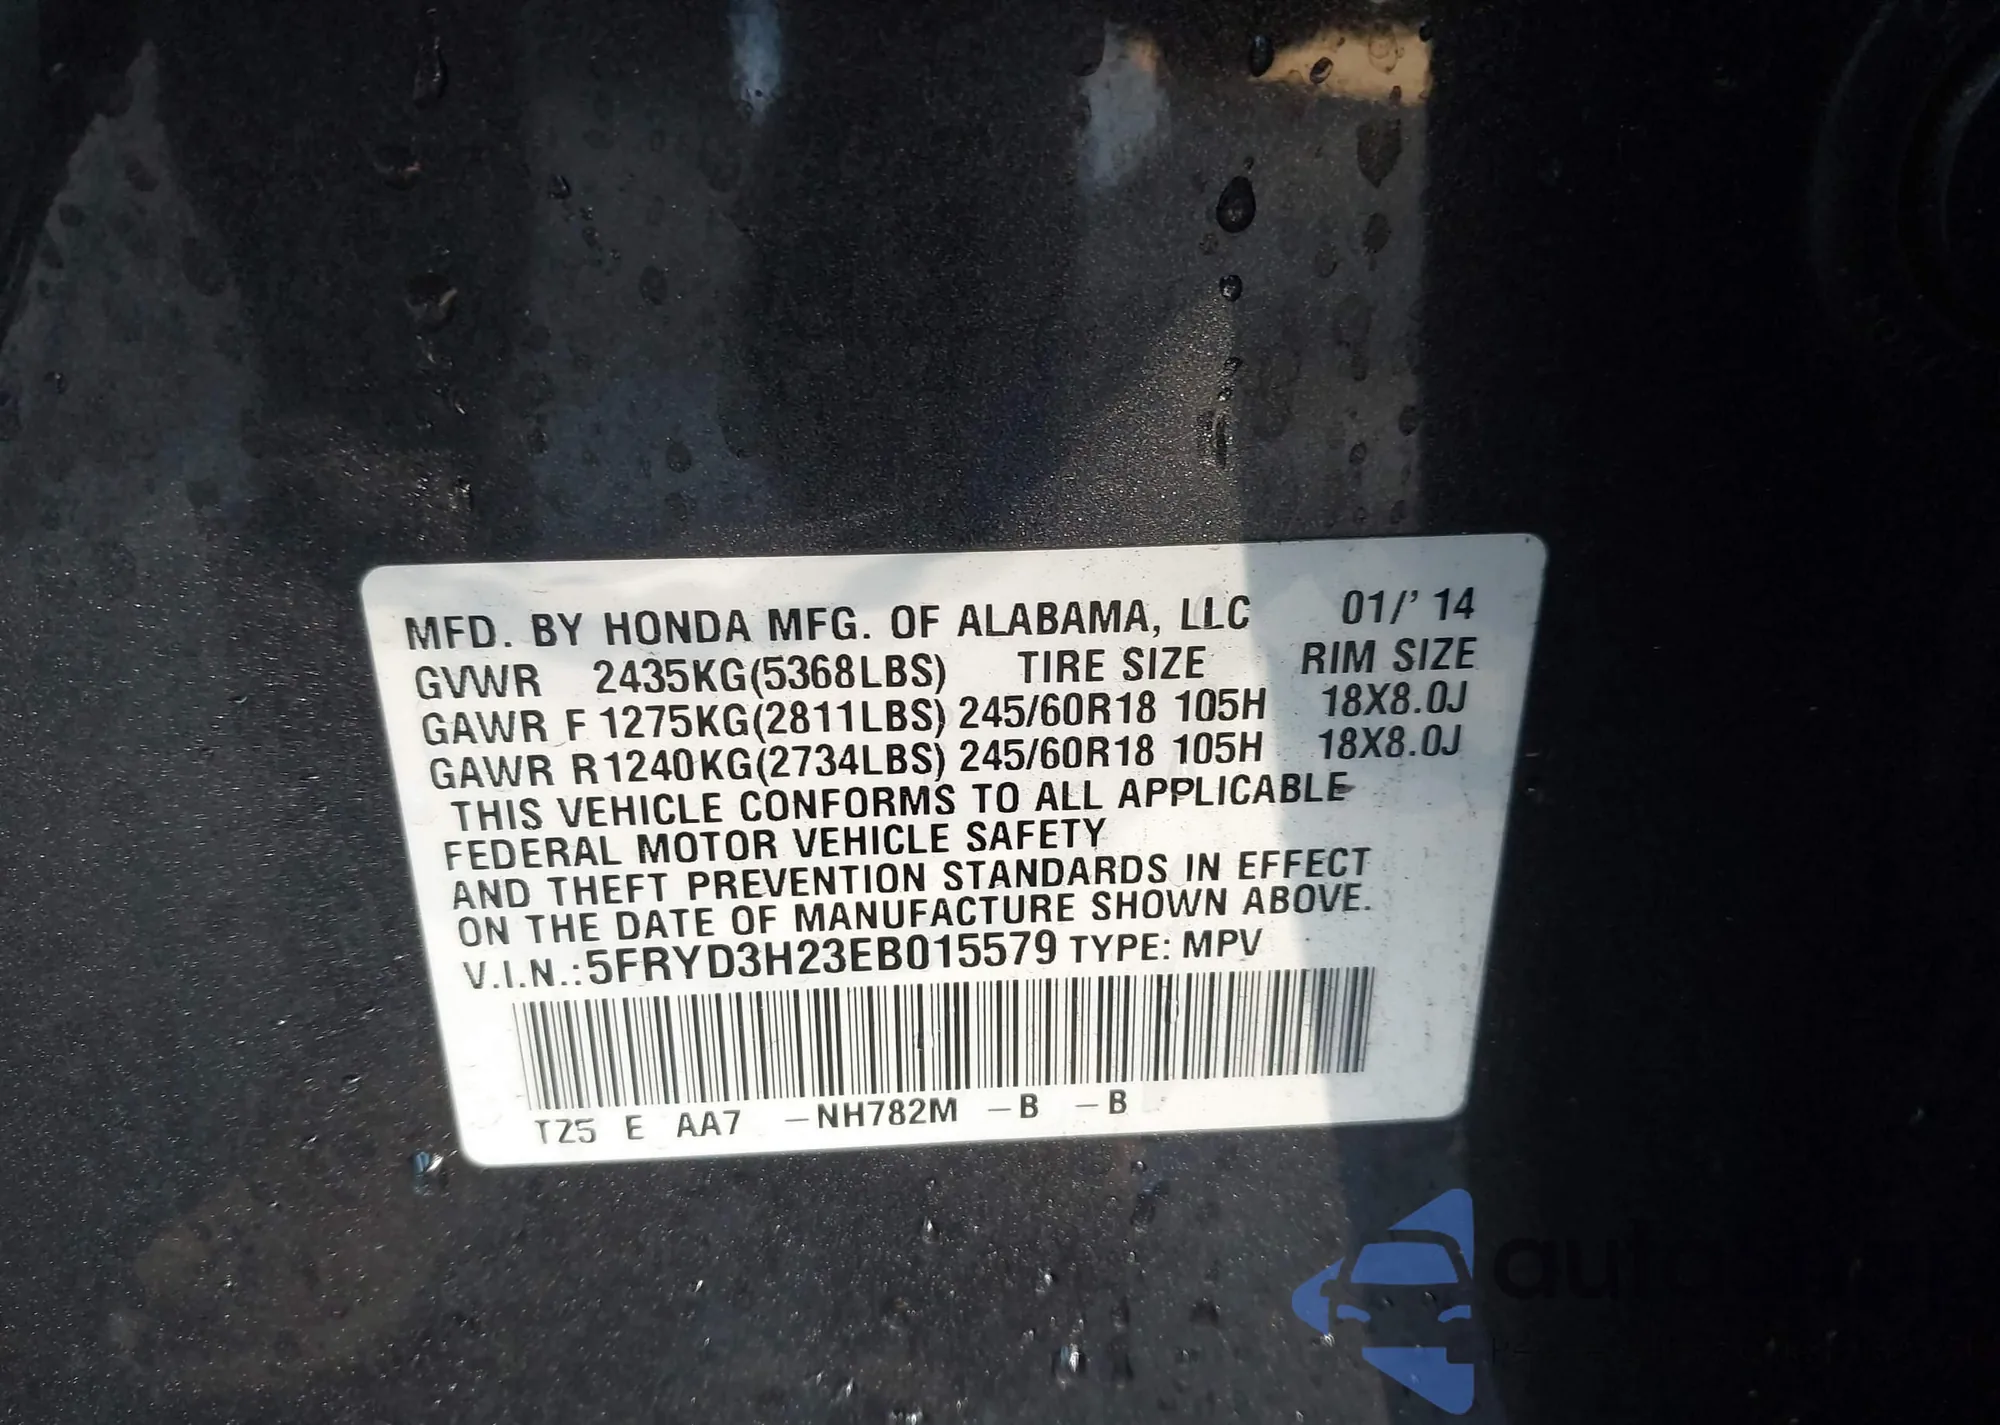 MFD. BY HONDA MFG. OF ALABAMA, LLC 01/'14
GVWR 2435KG(5368LBS) TIRE SIZE RIM SIZE
GAWR F 1275KG(2811LBS) 245/60R18 105H 18X8.0J
GAWR R1240KG(2734LBS) 245/60R18 105H 18X8.0J
THIS VEHICLE CONFORMS TO ALL APPLICABLE
FEDERAL MOTOR VEHICLE SAFETY
AND THEFT PREVENTION STANDARDS IN EFFECT
ON THE DATE OF MANUFACTURE SHOWN ABOVE.
V.I.N.:5FRYD3H23EB015579 TYPE: MPV
TZ5 E AA7 -NH782M -B -B